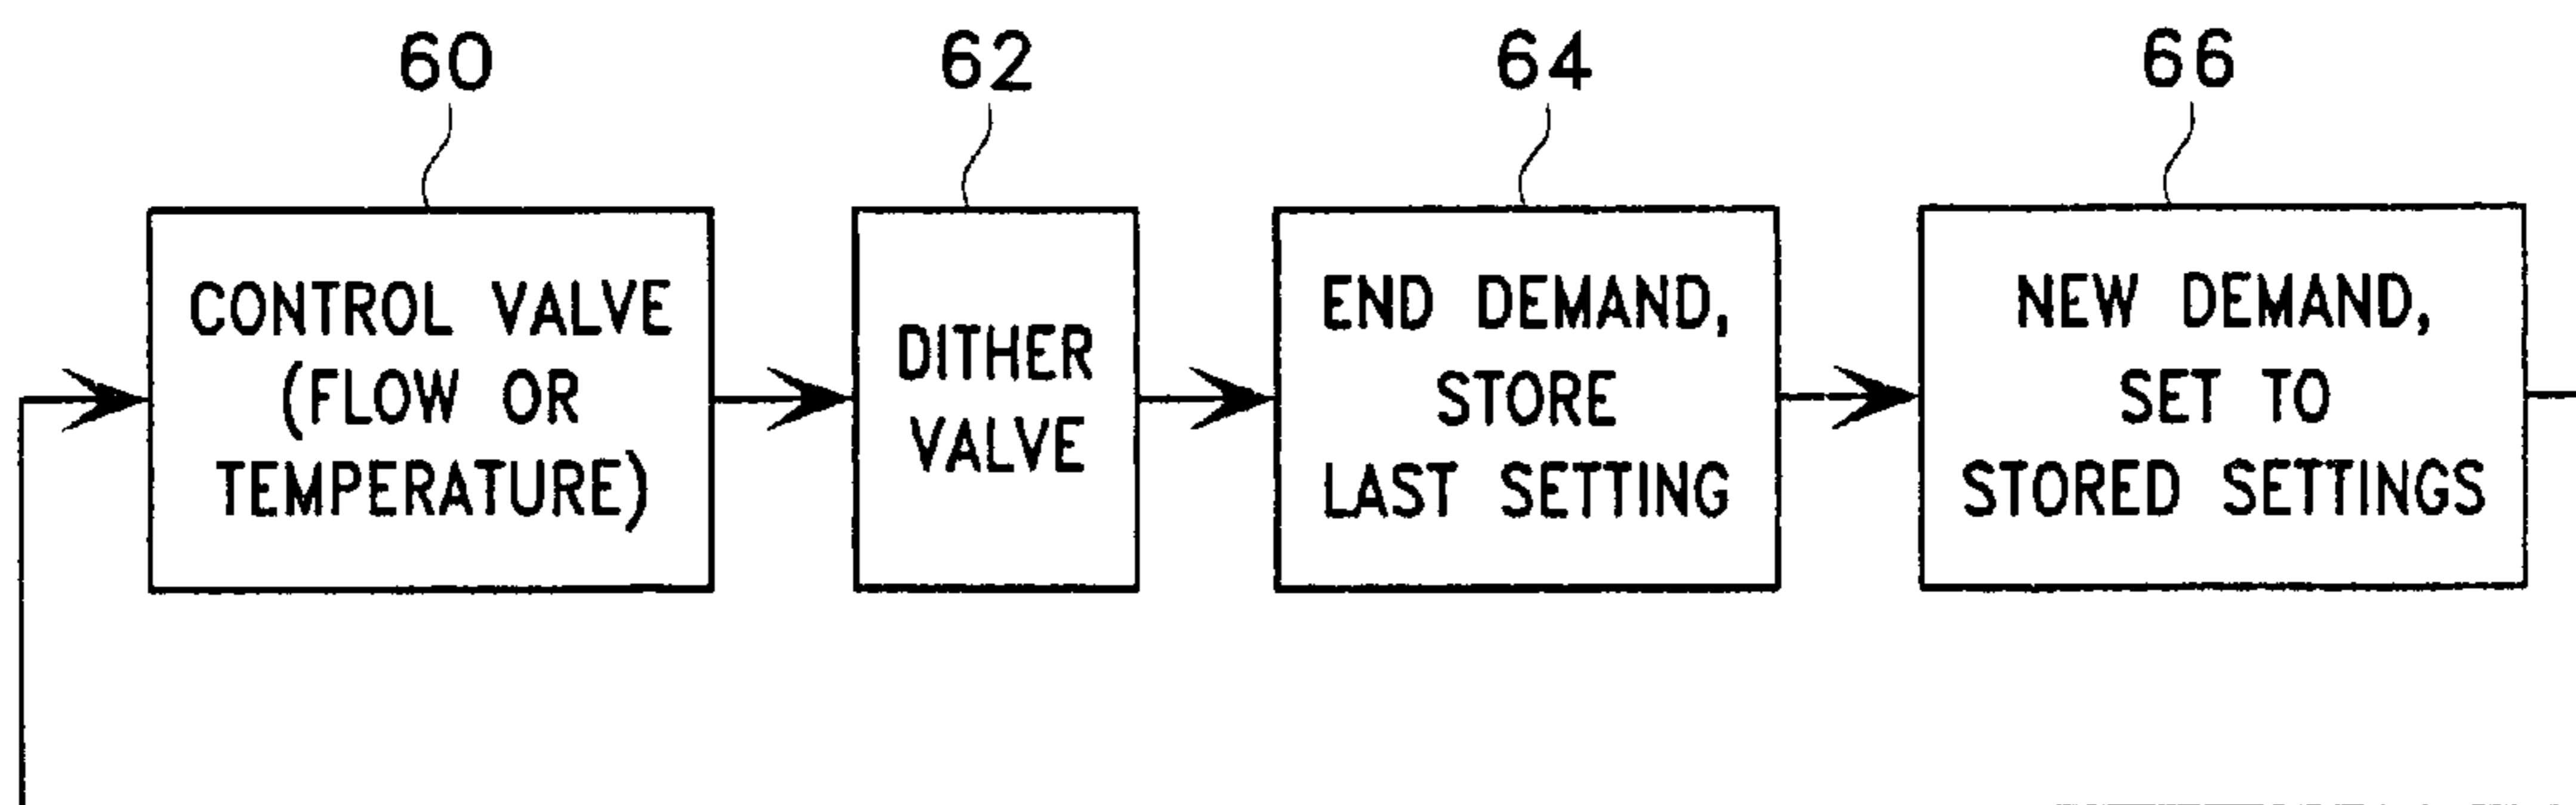 60
62
64
66
CONTROL VALVE
(FLOW OR
TEMPERATURE)
DITHER
VALVE
END DEMAND,
STORE
LAST SETTING
NEW DEMAND,
SET TO
STORED SETTINGS